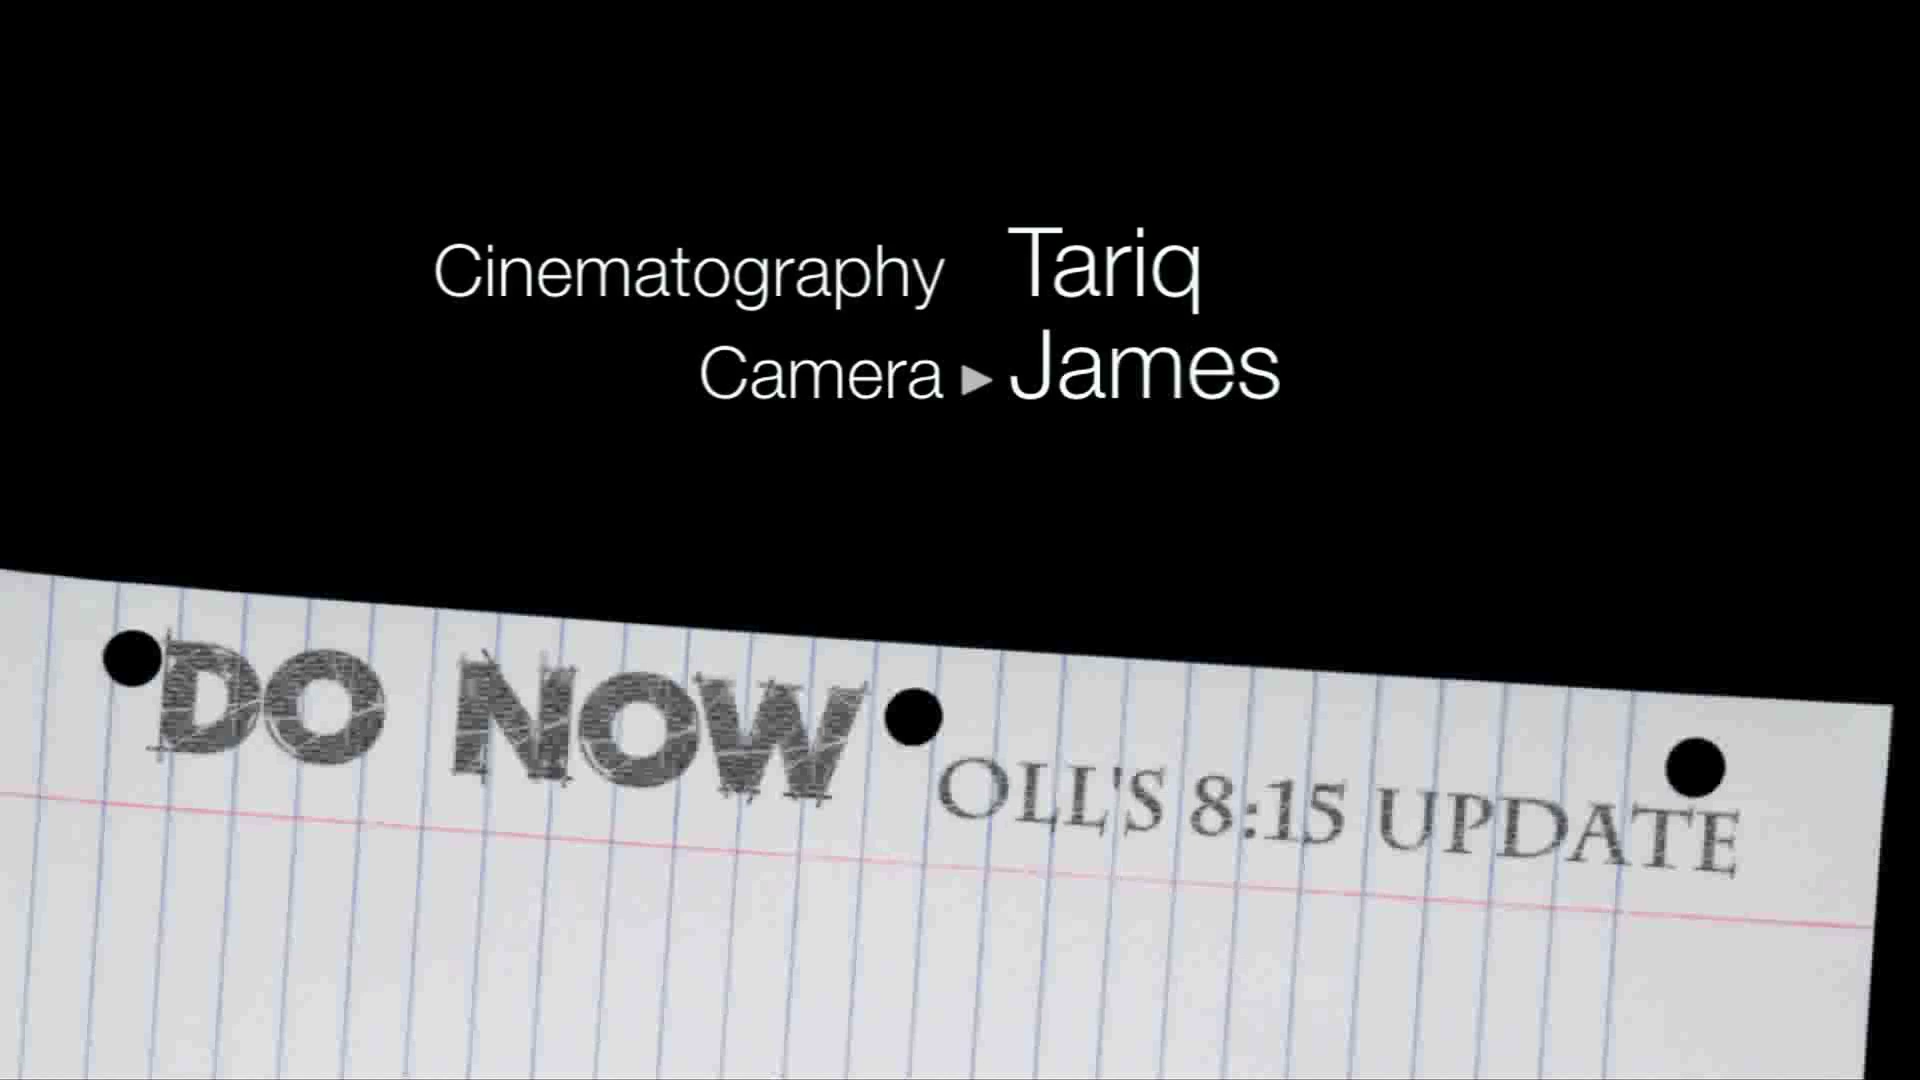 Cinematography Tariq
Camera ▸ James
DO NOW
OLL'S 8:15 UPDATE